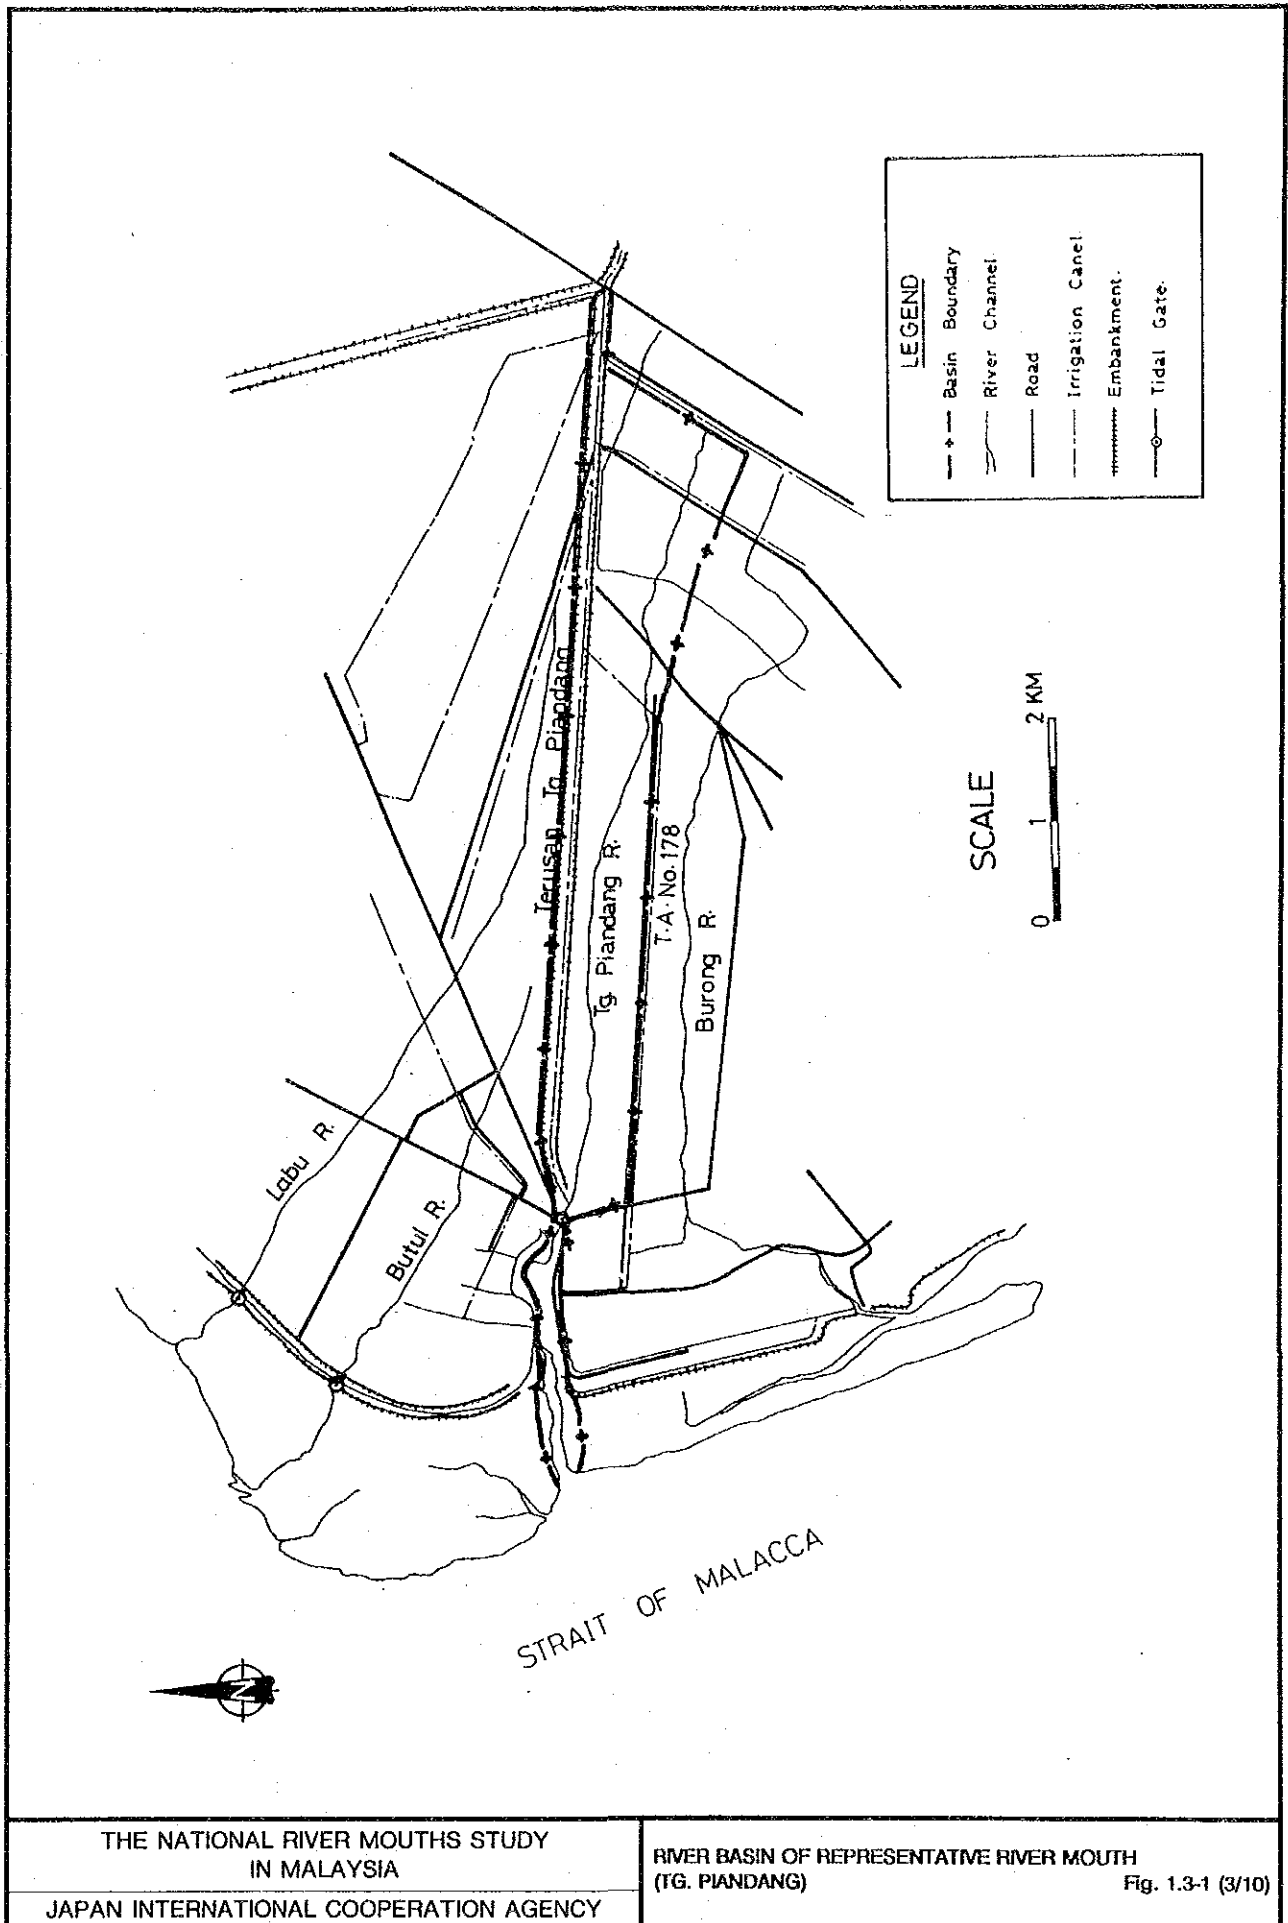 LEGEND
Basin Boundary
River Channel.
Road
Irrigation Canel.
Embankment.
Tidal Gate.
Terusan Tg. Piandang
Tg. Piandang R.
T.A. No. 178
Burong R.
Labu R.
Butul R.
SCALE
0 1 2 KM
STRAIT OF MALACCA
N
THE NATIONAL RIVER MOUTHS STUDY
IN MALAYSIA
JAPAN INTERNATIONAL COOPERATION AGENCY
RIVER BASIN OF REPRESENTATIVE RIVER MOUTH
(TG. PIANDANG)
Fig. 1.3-1 (3/10)